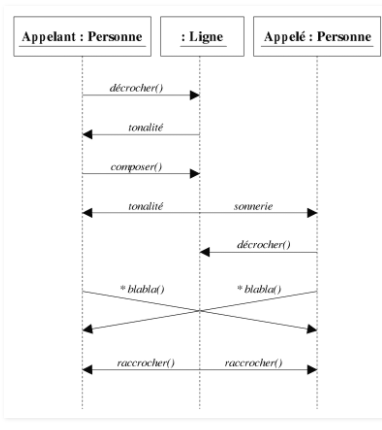 Appelant : Personne
: Ligne
Appelé : Personne
décrocher()
tonalité
composer()
tonalité
sonnerie
décrocher()
* blabla()
* blabla()
raccrocher()
raccrocher()